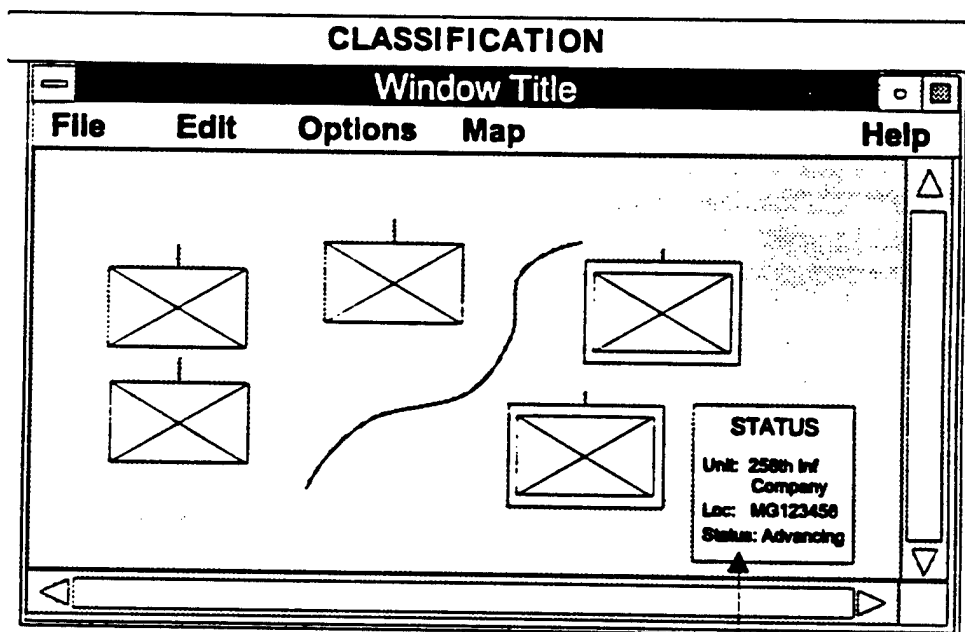 CLASSIFICATION
Window Title
File Edit Options Map Help
STATUS
Unit: 258th Inf
Company
Loc: MG123456
Status: Advancing